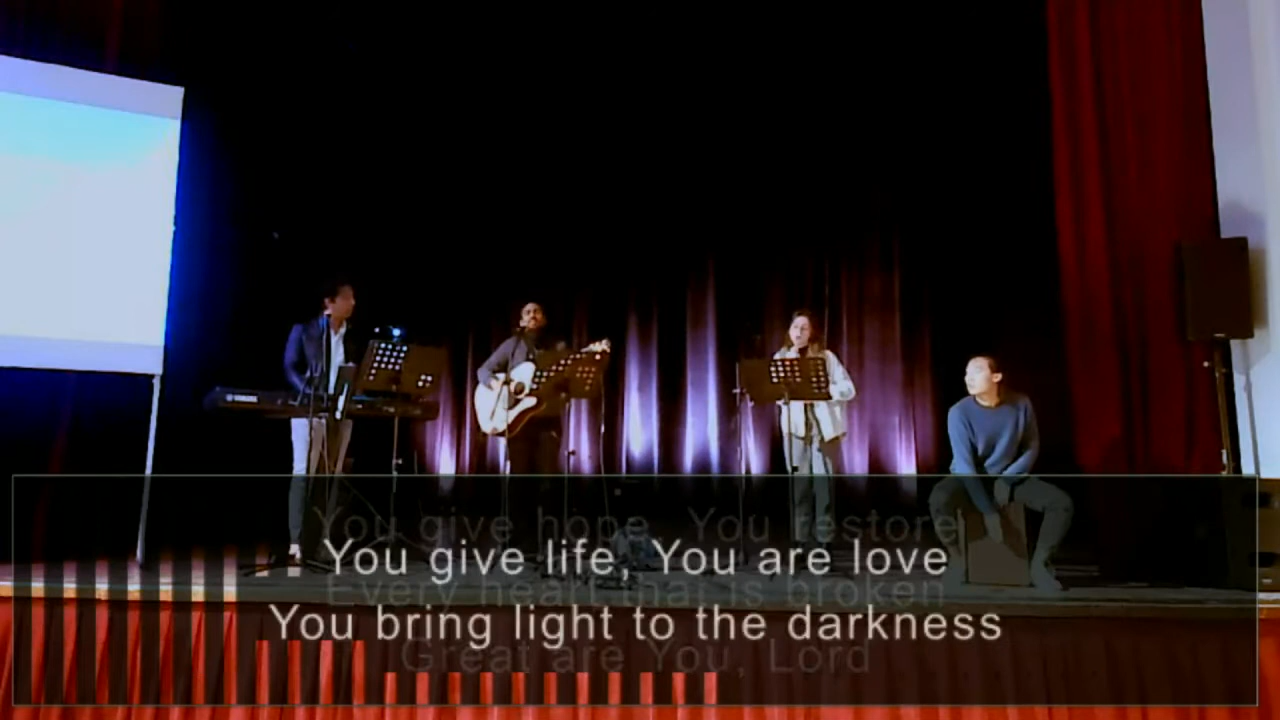 YAMAHA
You give hope, You restore
You give life, You are love
Every heart that is broken
You bring light to the darkness
Great are You, Lord